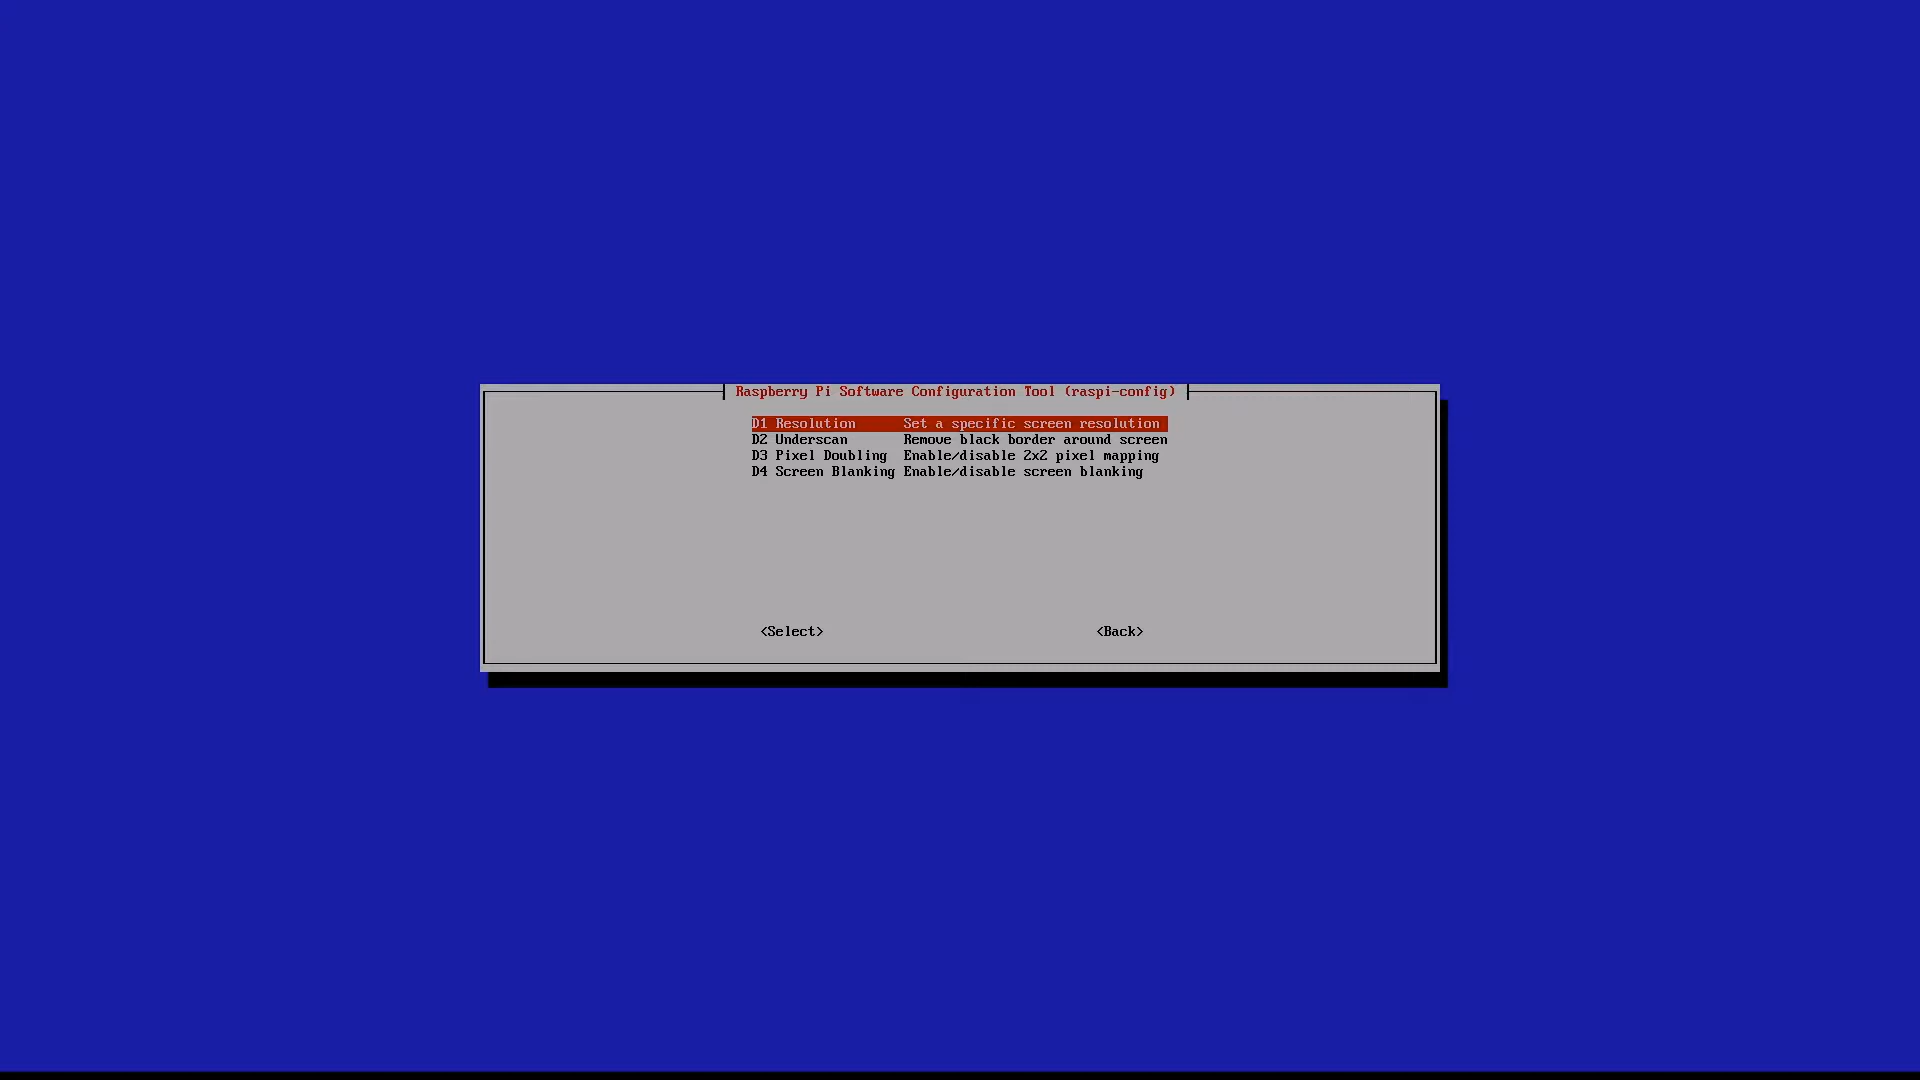 Raspberry Pi Software Configuration Tool (raspi-config)
D1 Resolution Set a specific screen resolution
D2 Underscan Remove black border around screen
D3 Pixel Doubling Enable/disable 2x2 pixel mapping
D4 Screen Blanking Enable/disable screen blanking
<Select> <Back>